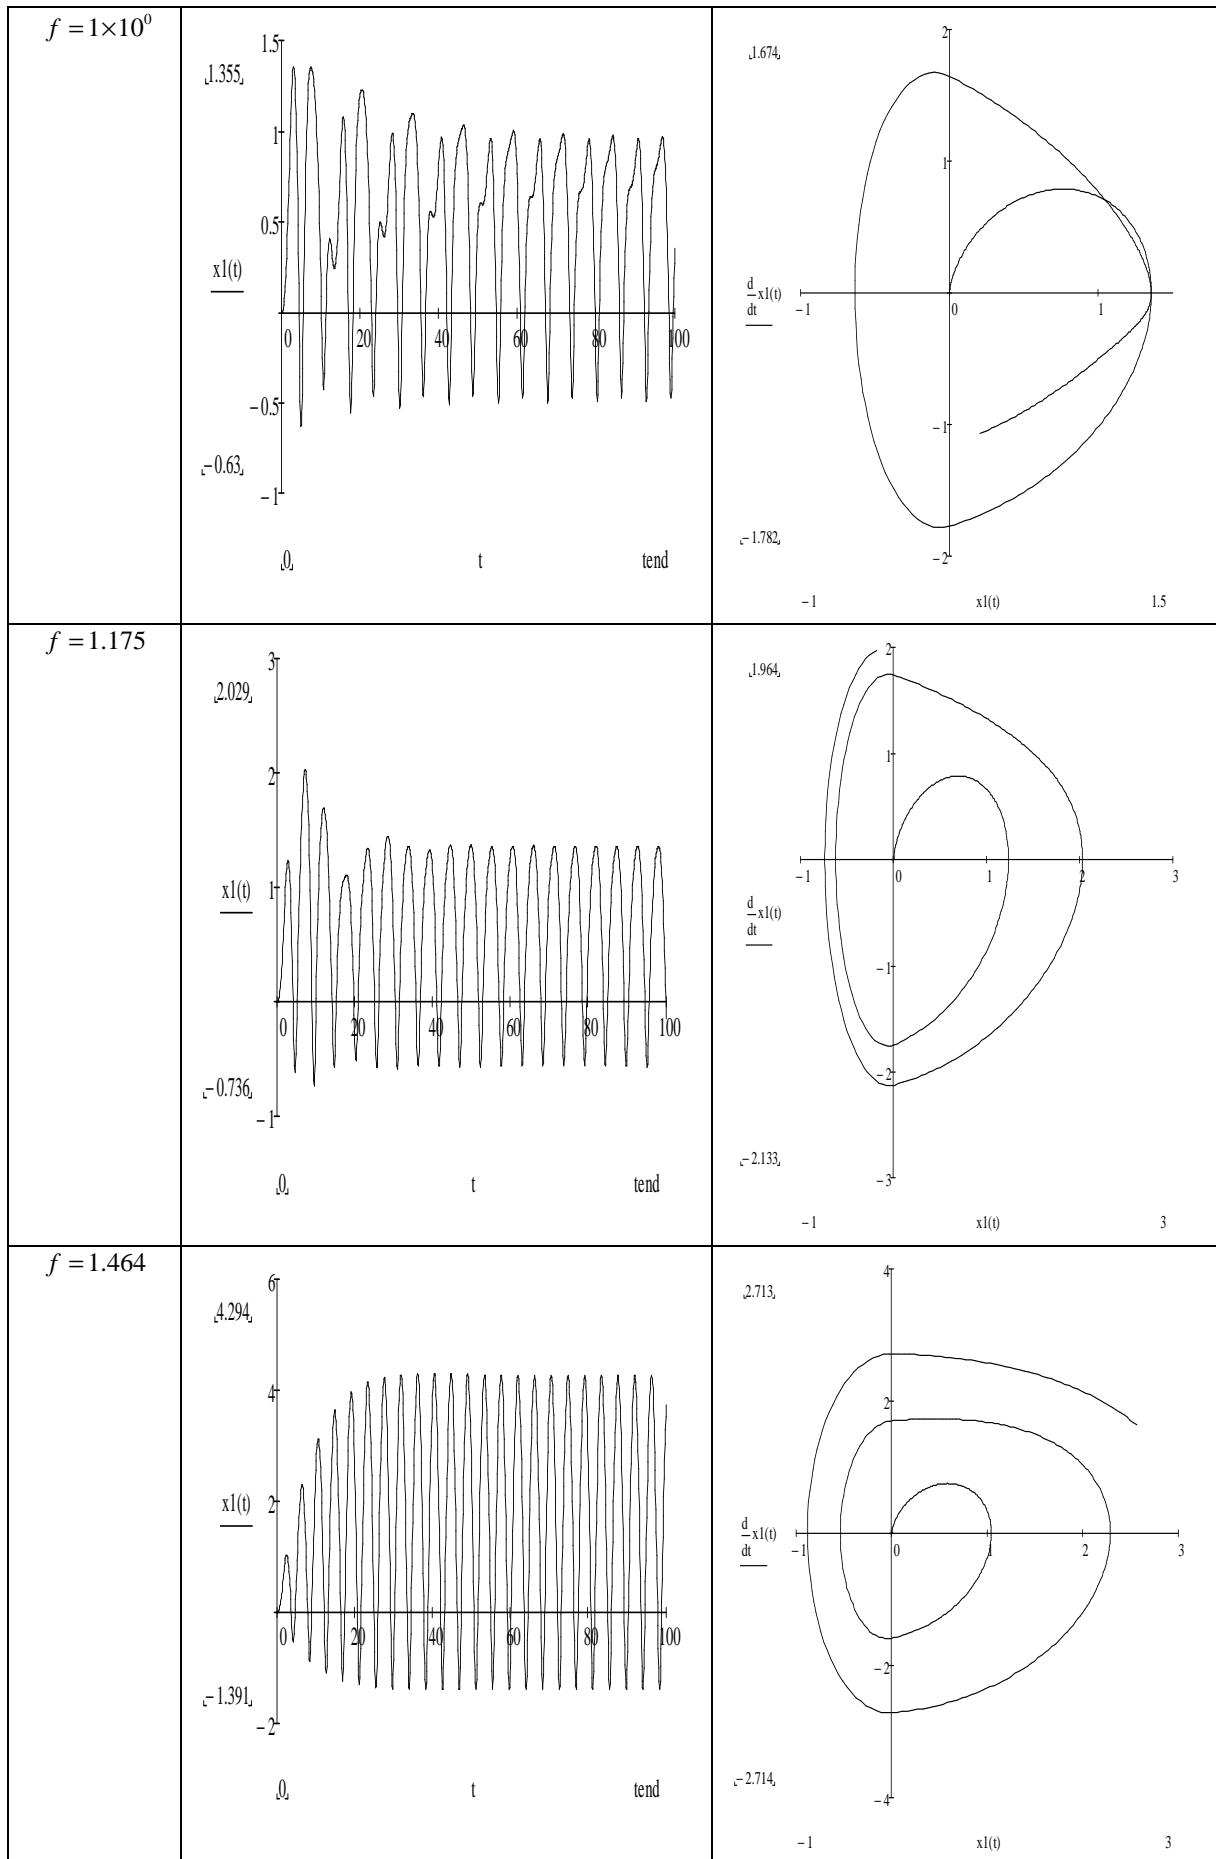 f = 1×10⁰
1.5
1.355
1
0.5
x1(t)
0 20 40 60 80 100
−0.5
−0.63
−1
0 t tend
2
1.674
1
d/dt x1(t)
−1 0 1
−1
−1.782
−2
−1 x1(t) 1.5
f = 1.175
3
2.029
2
x1(t)
1
0 20 40 60 80 100
−0.736
−1
0 t tend
2
1.964
1
−1 0 1 2 3
d/dt x1(t)
−1
−2
−2.133
−3
−1 x1(t) 3
f = 1.464
6
4.294
4
x1(t)
2
0 20 40 60 80 100
−1.391
−2
0 t tend
4
2.713
2
d/dt x1(t)
−1 0 1 2 3
−2
−2.714
−4
−1 x1(t) 3